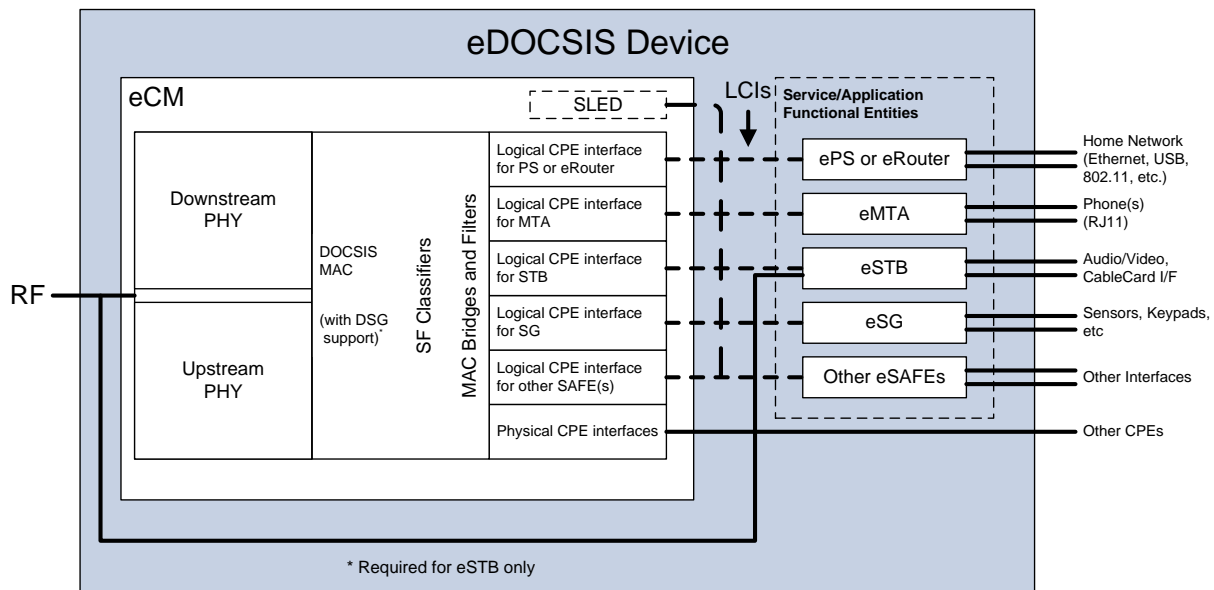 eDOCSIS Device
eCM
SLED
LCIs
Service/Application
Functional Entities
RF
Downstream
PHY
Upstream
PHY
DOCSIS
MAC
(with DSG
support)*
SF Classifiers
MAC Bridges and Filters
Logical CPE interface
for PS or eRouter
Logical CPE interface
for MTA
Logical CPE interface
for STB
Logical CPE interface
for SG
Logical CPE interface
for other SAFE(s)
Physical CPE interfaces
ePS or eRouter
eMTA
eSTB
eSG
Other eSAFEs
Home Network
(Ethernet, USB,
802.11, etc.)
Phone(s)
(RJ11)
Audio/Video,
CableCard I/F
Sensors, Keypads,
etc
Other Interfaces
Other CPEs
* Required for eSTB only